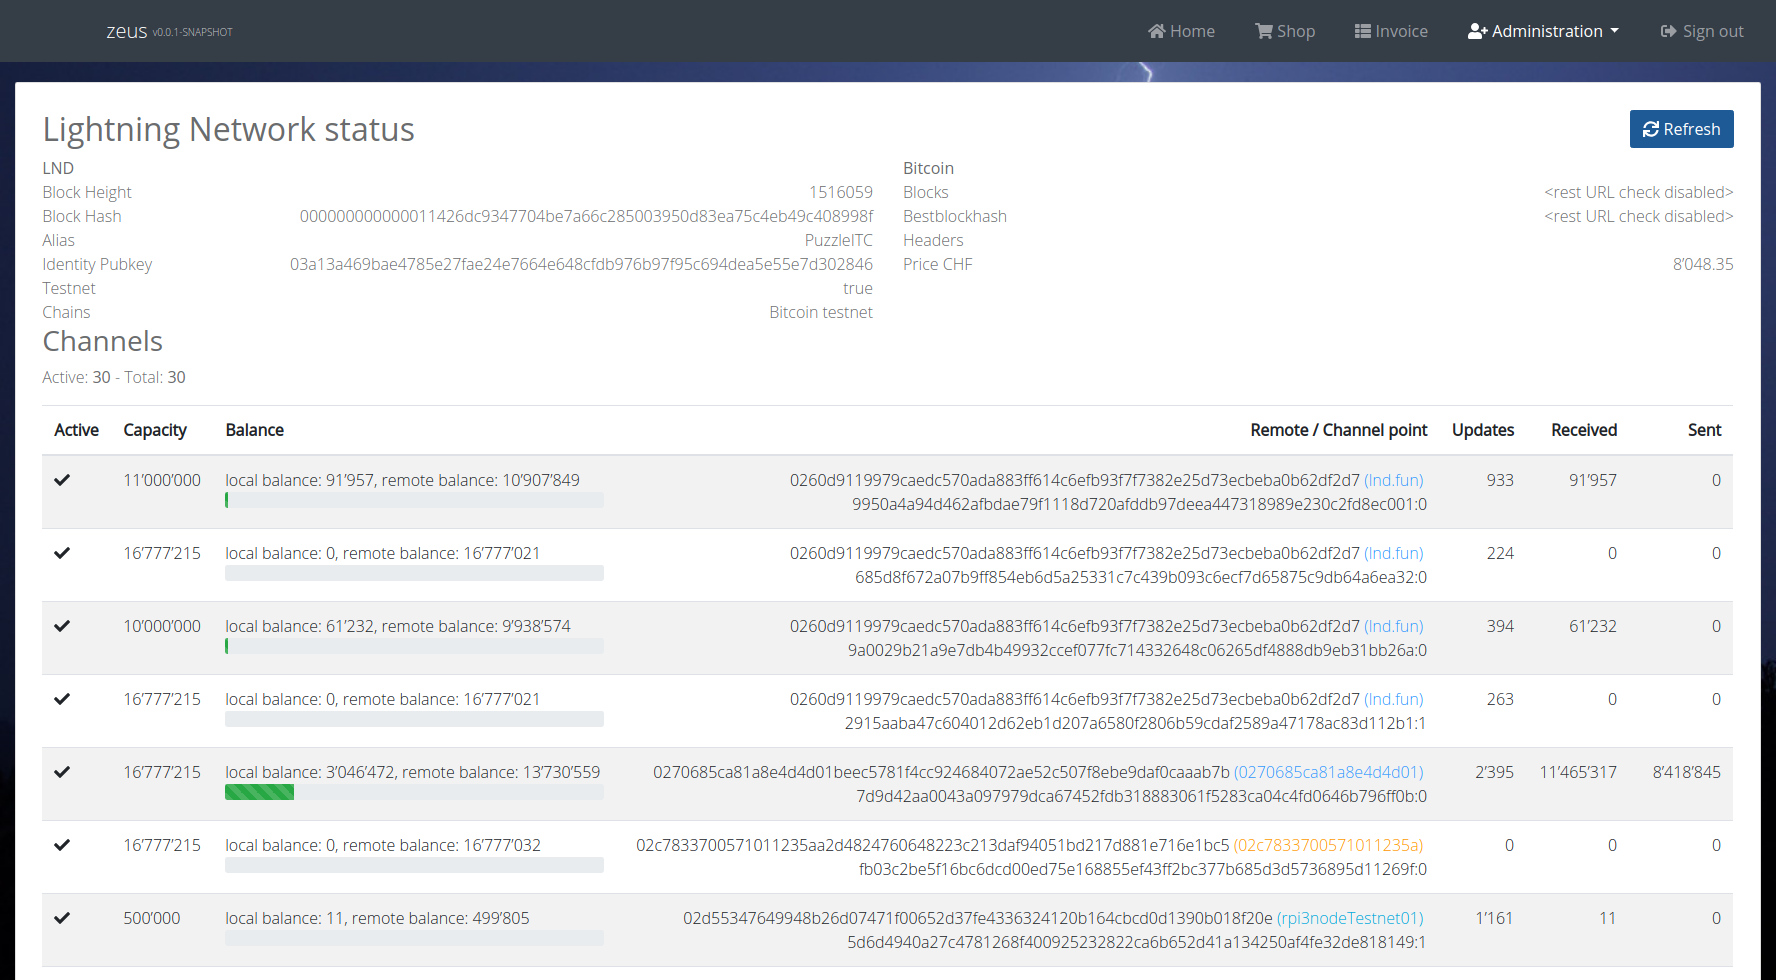 zeus v0.0.1-SNAPSHOT Home Shop Invoice Administration Sign out
Lightning Network status Refresh
LND Bitcoin
Block Height 1516059 Blocks <rest URL check disabled>
Block Hash 000000000000011426dc9347704be7a66c285003950d83ea75c4eb49c408998f Bestblockhash <rest URL check disabled>
Alias PuzzleITC Headers
Identity Pubkey 03a13a469bae4785e27fae24e7664e648cfdb976b97f95c694dea5e55e7d302846 Price CHF 8’048.35
Testnet true
Chains Bitcoin testnet
Channels
Active: 30 - Total: 30
Active Capacity Balance Remote / Channel point Updates Received Sent
11’000’000 local balance: 91’957, remote balance: 10’907’849 0260d9119979caedc570ada883ff614c6efb93f7f7382e25d73ecbeba0b62df2d7 (lnd.fun) 933 91’957 0
9950a4a94d462afbdae79f1118d720afddb97deea447318989e230c2fd8ec001:0
16’777’215 local balance: 0, remote balance: 16’777’021 0260d9119979caedc570ada883ff614c6efb93f7f7382e25d73ecbeba0b62df2d7 (lnd.fun) 224 0 0
685d8f672a07b9ff854eb6d5a25331c7c439b093c6ecf7d65875c9db64a6ea32:0
10’000’000 local balance: 61’232, remote balance: 9’938’574 0260d9119979caedc570ada883ff614c6efb93f7f7382e25d73ecbeba0b62df2d7 (lnd.fun) 394 61’232 0
9a0029b21a9e7db4b49932ccef077fc714332648c06265df4888db9eb31bb26a:0
16’777’215 local balance: 0, remote balance: 16’777’021 0260d9119979caedc570ada883ff614c6efb93f7f7382e25d73ecbeba0b62df2d7 (lnd.fun) 263 0 0
2915aaba47c604012d62eb1d207a6580f2806b59cdaf2589a47178ac83d112b1:1
16’777’215 local balance: 3’046’472, remote balance: 13’730’559 0270685ca81a8e4d4d01beec5781f4cc924684072ae52c507f8ebe9daf0caaab7b (0270685ca81a8e4d4d01) 2’395 11’465’317 8’418’845
7d9d42aa0043a097979dca67452fdb318883061f5283ca04c4fd0646b796ff0b:0
16’777’215 local balance: 0, remote balance: 16’777’032 02c7833700571011235aa2d4824760648223c213daf94051bd217d881e716e1bc5 (02c7833700571011235a) 0 0 0
fb03c2be5f16bc6dcd00ed75e168855ef43ff2bc377b685d3d5736895d11269f:0
500’000 local balance: 11, remote balance: 499’805 02d55347649948b26d07471f00652d37fe4336324120b164cbcd0d1390b018f20e (rpi3nodeTestnet01) 1’161 11 0
5d6d4940a27c4781268f400925232822ca6b652d41a134250af4fe32de818149:1